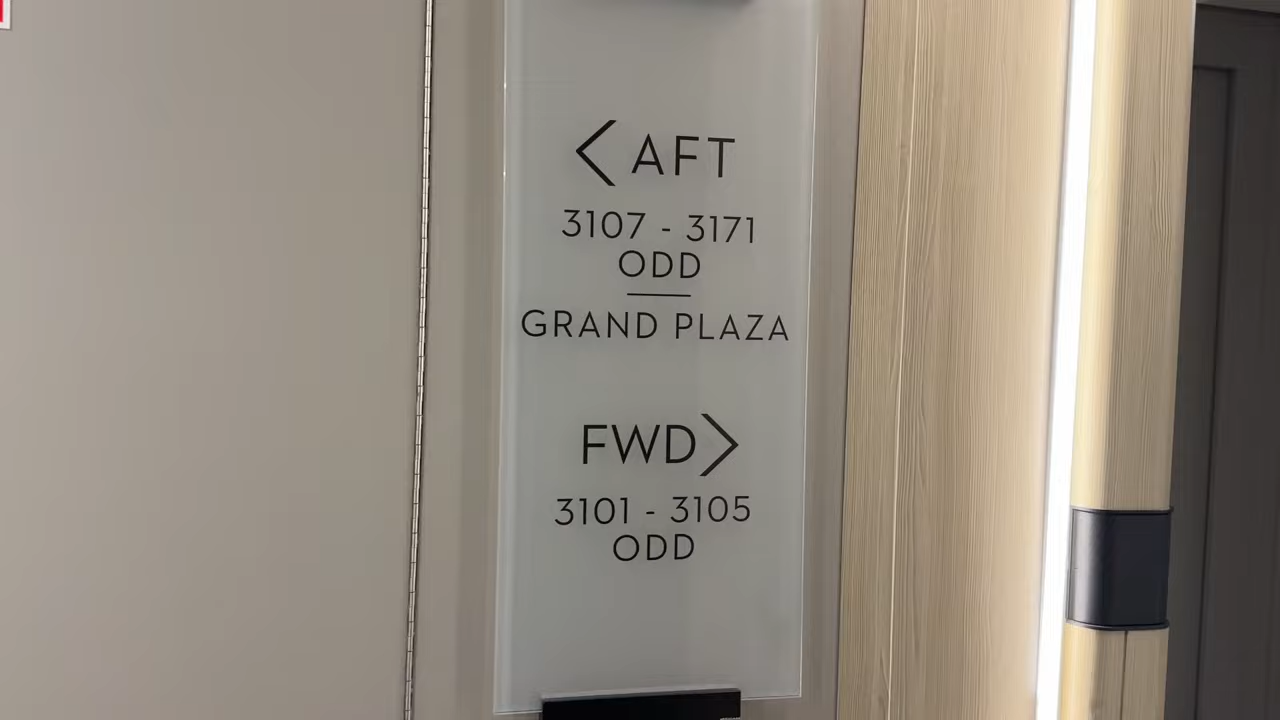 < AFT
3107 - 3171
ODD
GRAND PLAZA
FWD >
3101 - 3105
ODD